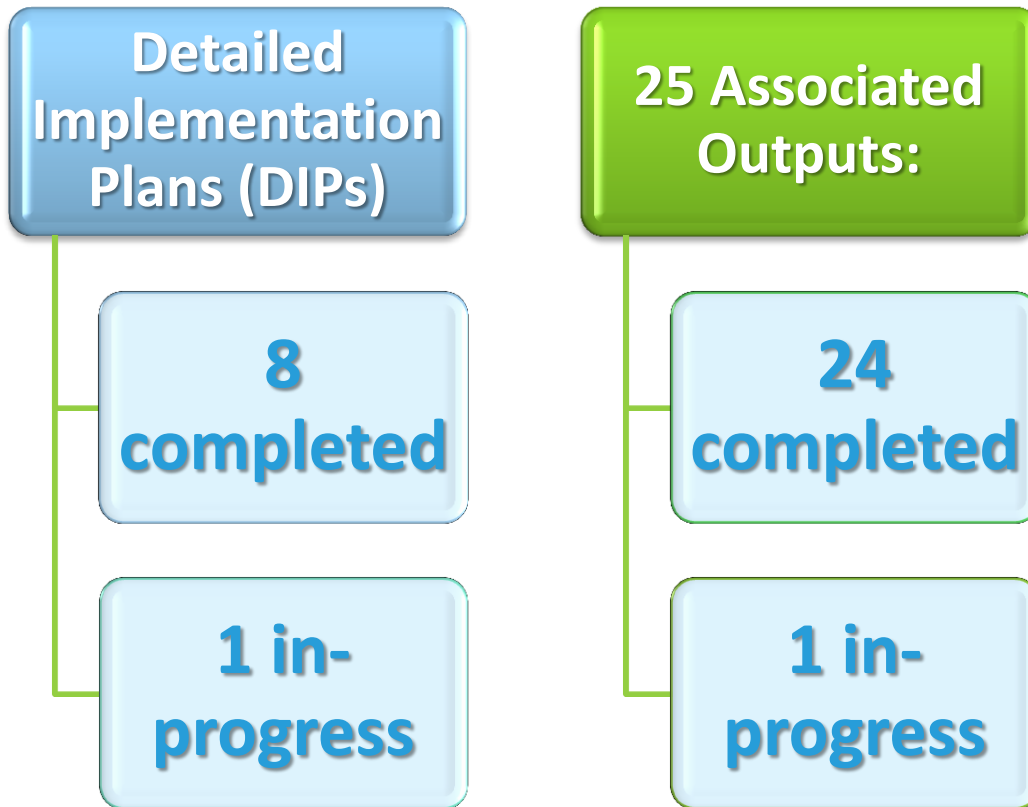 Detailed
Implementation
Plans (DIPs)
8
completed
1 in-
progress
25 Associated
Outputs:
24
completed
1 in-
progress